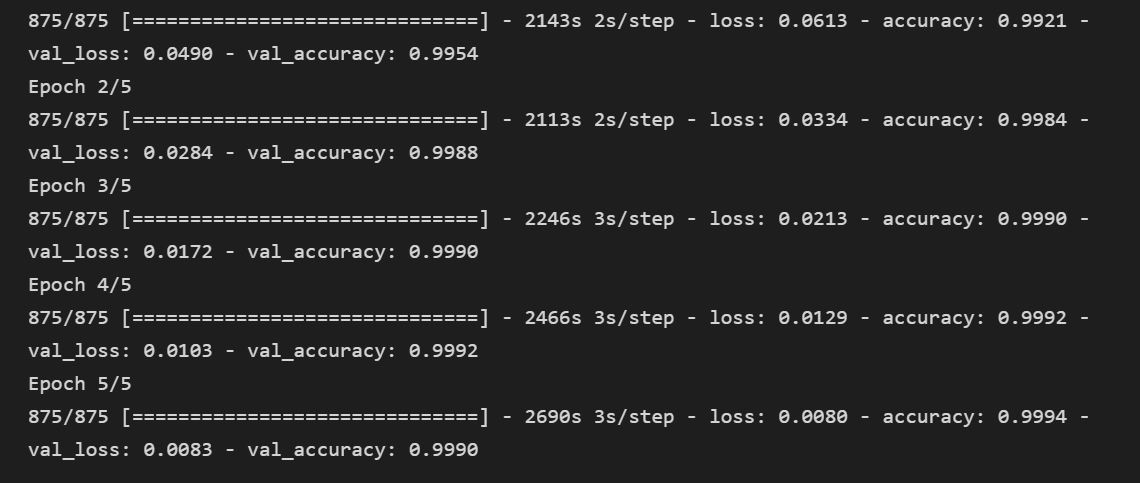 875/875 [==============================] - 2143s 2s/step - loss: 0.0613 - accuracy: 0.9921 -
val_loss: 0.0490 - val_accuracy: 0.9954
Epoch 2/5
875/875 [==============================] - 2113s 2s/step - loss: 0.0334 - accuracy: 0.9984 -
val_loss: 0.0284 - val_accuracy: 0.9988
Epoch 3/5
875/875 [==============================] - 2246s 3s/step - loss: 0.0213 - accuracy: 0.9990 -
val_loss: 0.0172 - val_accuracy: 0.9990
Epoch 4/5
875/875 [==============================] - 2466s 3s/step - loss: 0.0129 - accuracy: 0.9992 -
val_loss: 0.0103 - val_accuracy: 0.9992
Epoch 5/5
875/875 [==============================] - 2690s 3s/step - loss: 0.0080 - accuracy: 0.9994 -
val_loss: 0.0083 - val_accuracy: 0.9990